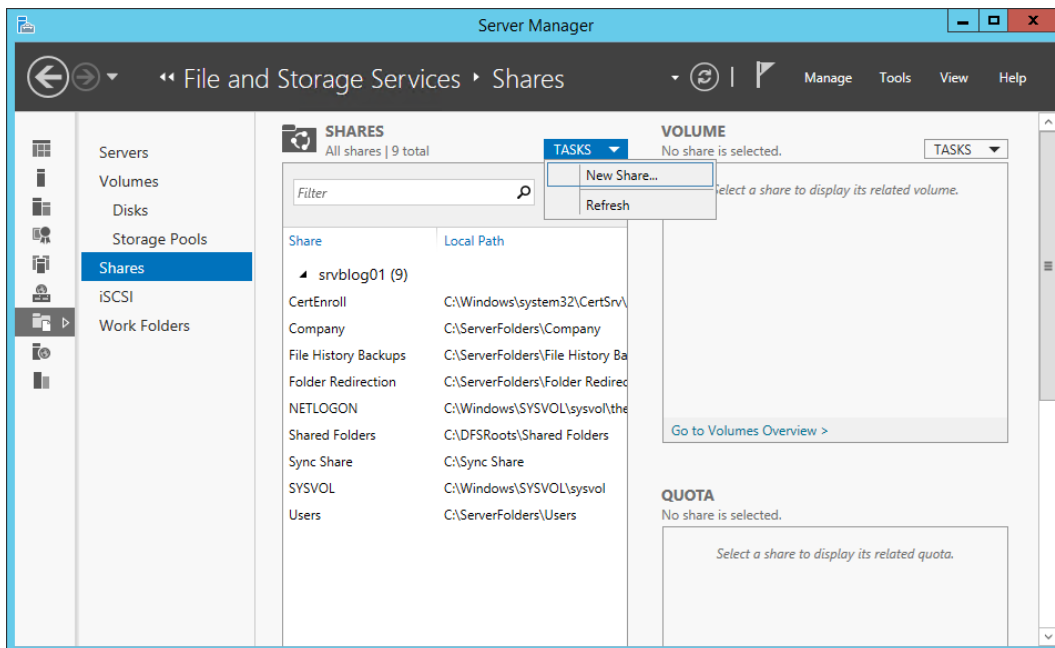 Server Manager
File and Storage Services • Shares
Manage Tools View Help
Servers
Volumes
Disks
Storage Pools
Shares
iSCSI
Work Folders
SHARES
All shares | 9 total
TASKS
New Share...
Refresh
Filter
Share Local Path
srvblog01 (9)
CertEnroll C:\Windows\system32\CertSrv\
Company C:\ServerFolders\Company
File History Backups C:\ServerFolders\File History Ba
Folder Redirection C:\ServerFolders\Folder Redirec
NETLOGON C:\Windows\SYSVOL\sysvol\the
Shared Folders C:\DFSRoots\Shared Folders
Sync Share C:\Sync Share
SYSVOL C:\Windows\SYSVOL\sysvol
Users C:\ServerFolders\Users
VOLUME
No share is selected.
TASKS
Select a share to display its related volume.
Go to Volumes Overview >
QUOTA
No share is selected.
Select a share to display its related quota.